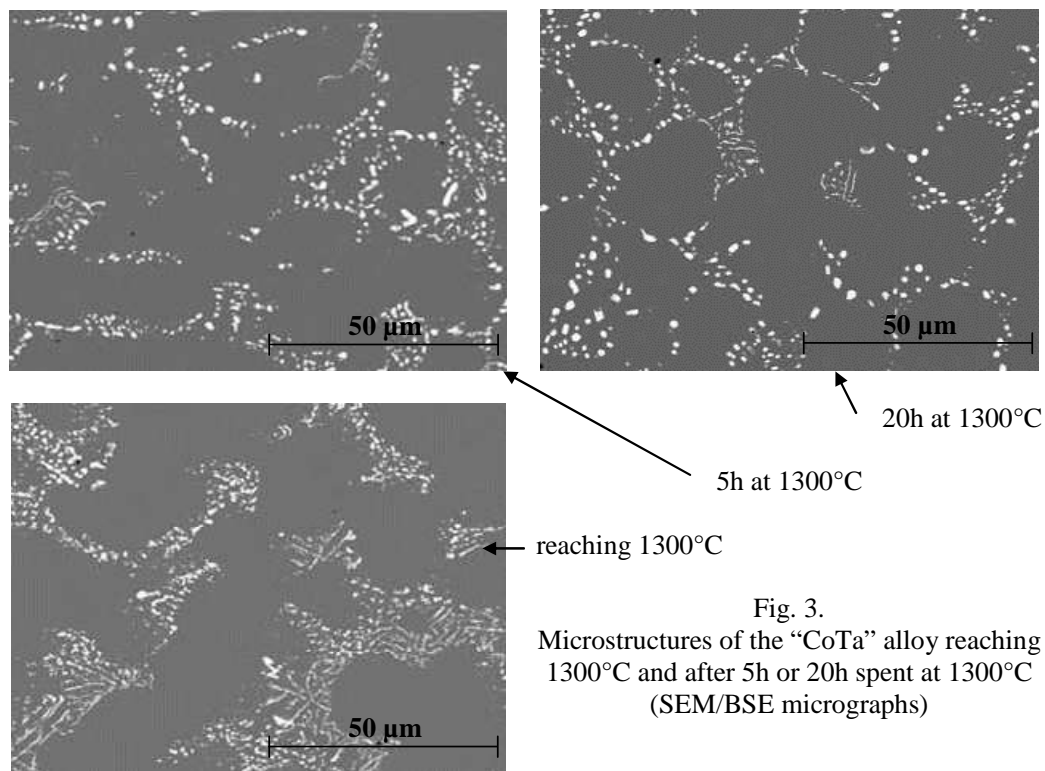 50 µm
50 µm
20h at 1300°C
5h at 1300°C
reaching 1300°C
Fig. 3.
Microstructures of the “CoTa” alloy reaching
1300°C and after 5h or 20h spent at 1300°C
(SEM/BSE micrographs)
50 µm